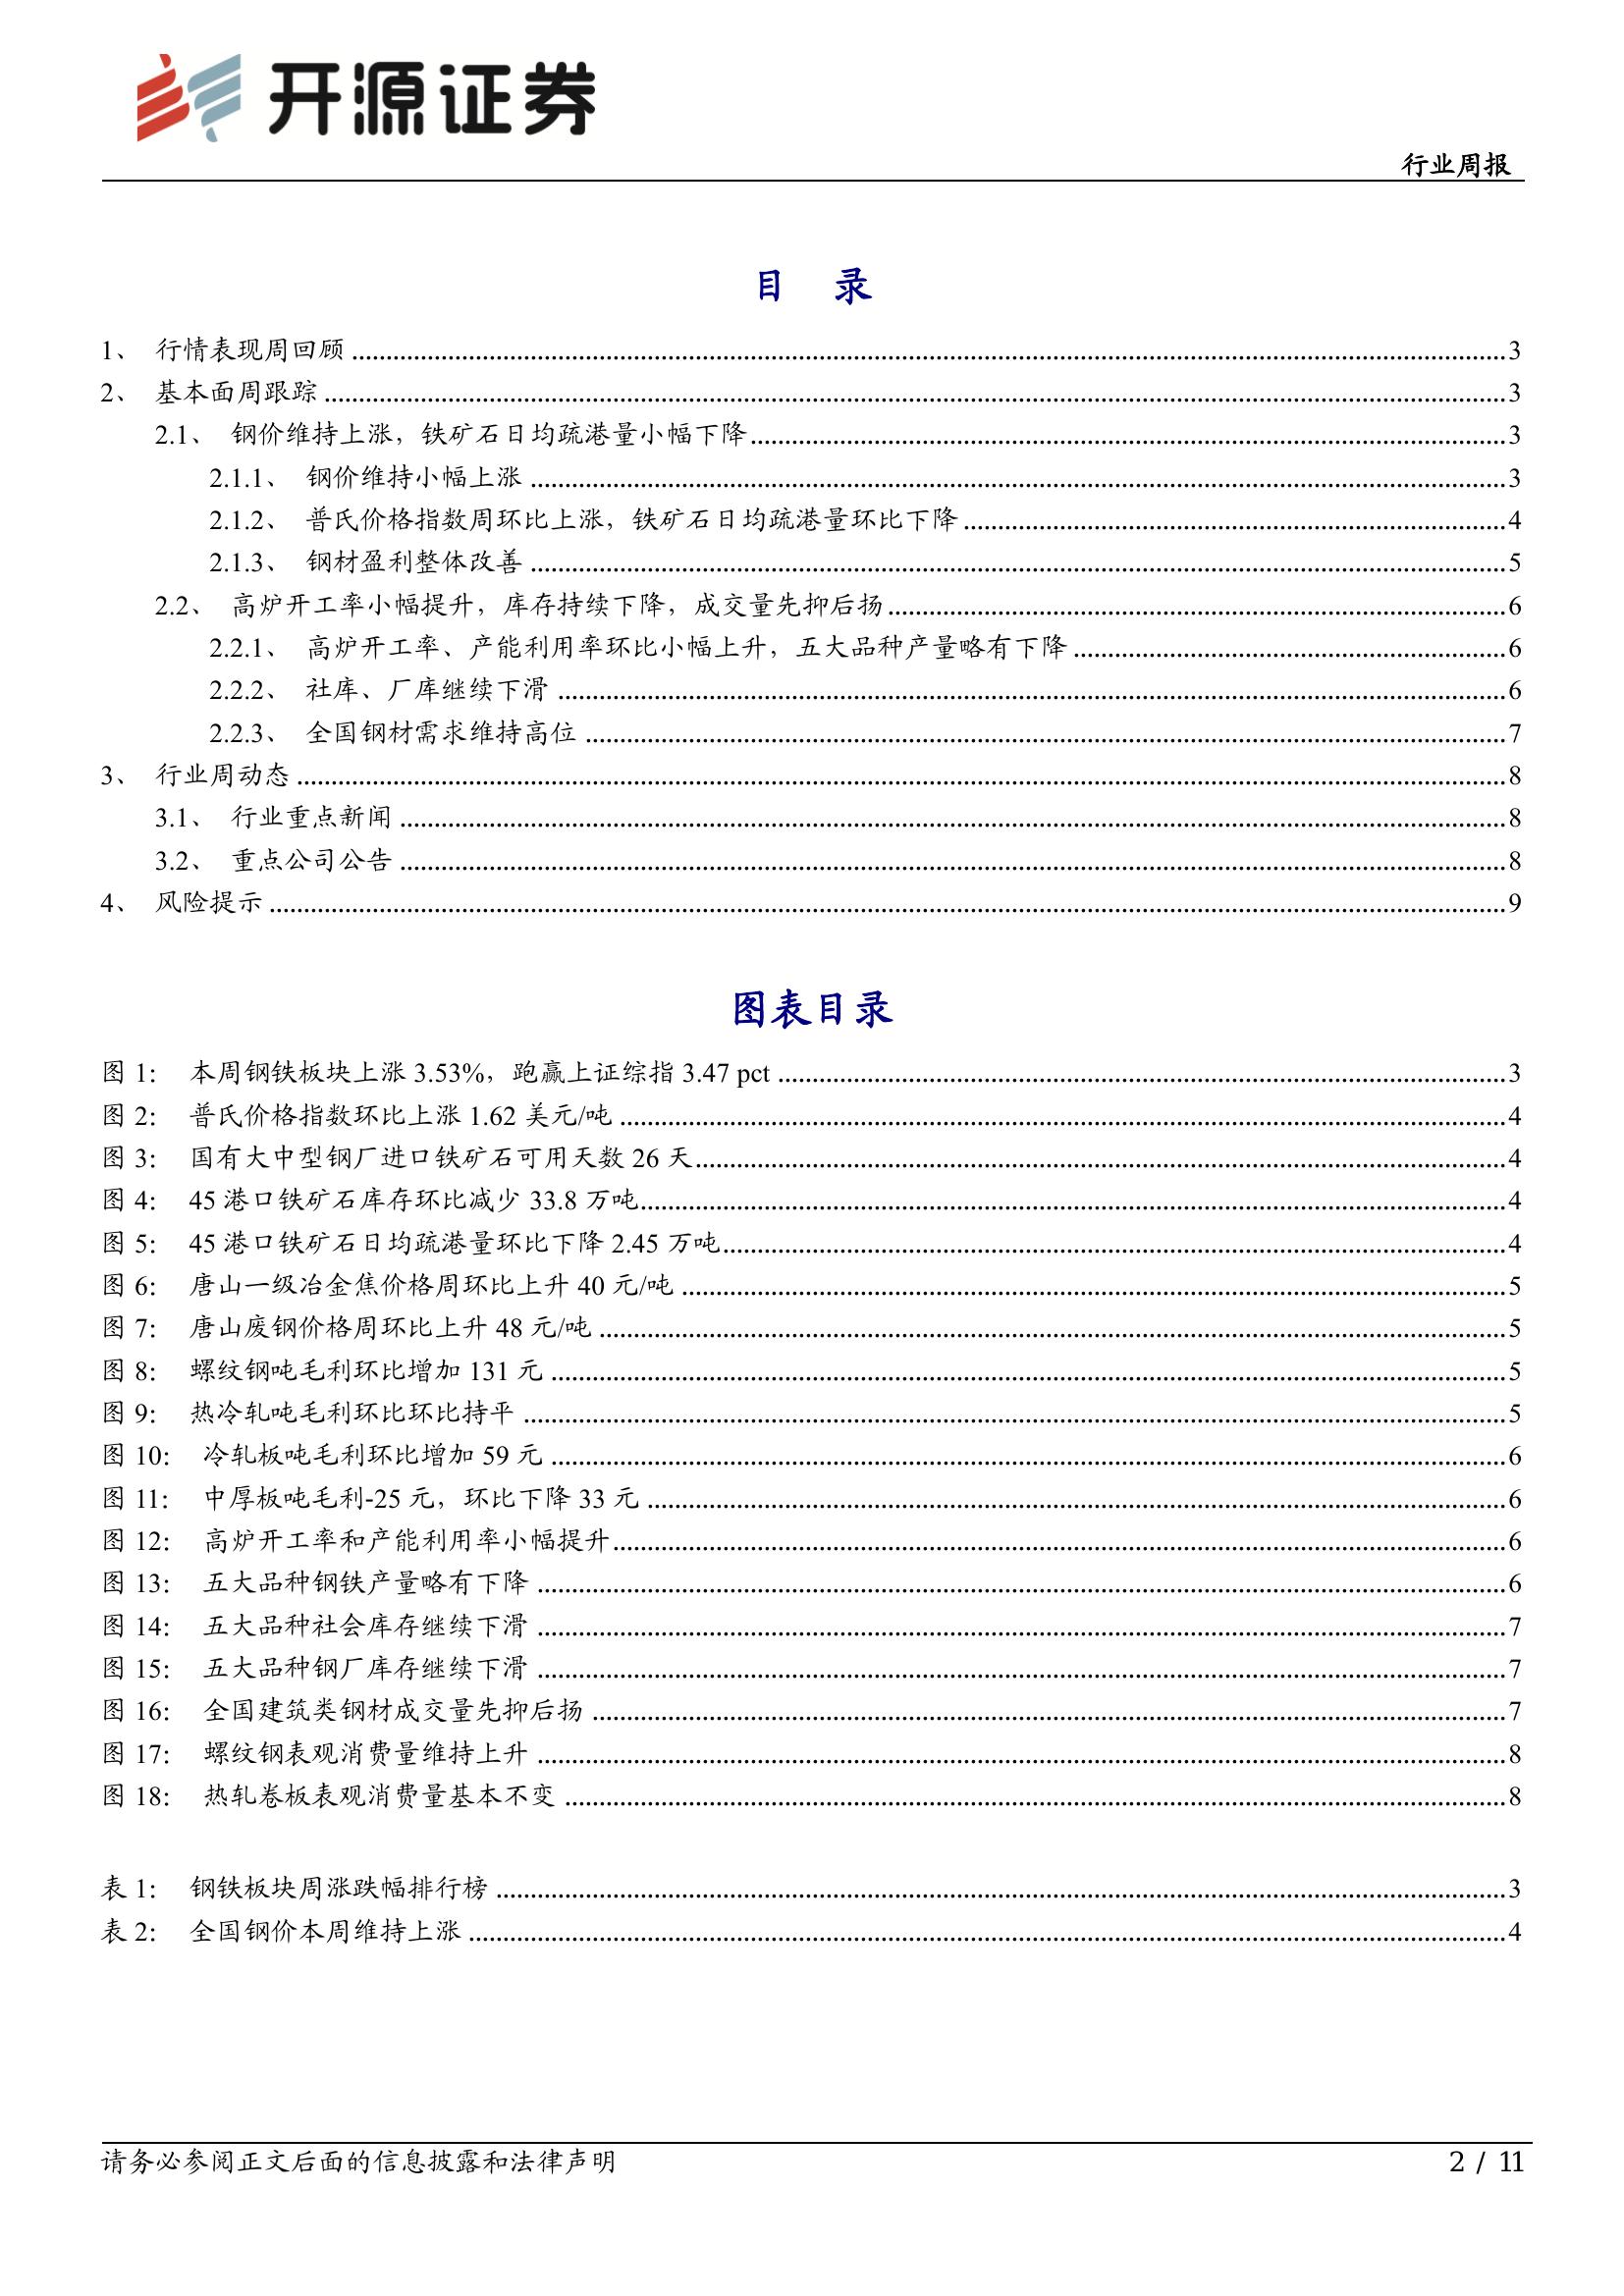 开源证券
行业周报
目 录
1、 行情表现周回顾 3
2、 基本面周跟踪 3
2.1、 钢价维持上涨，铁矿石日均疏港量小幅下降 3
2.1.1、 钢价维持小幅上涨 3
2.1.2、 普氏价格指数周环比上涨，铁矿石日均疏港量环比下降 4
2.1.3、 钢材盈利整体改善 5
2.2、 高炉开工率小幅提升，库存持续下降，成交量先抑后扬 6
2.2.1、 高炉开工率、产能利用率环比小幅上升，五大品种产量略有下降 6
2.2.2、 社库、厂库继续下滑 6
2.2.3、 全国钢材需求维持高位 7
3、 行业周动态 8
3.1、 行业重点新闻 8
3.2、 重点公司公告 8
4、 风险提示 9
图表目录
图 1： 本周钢铁板块上涨 3.53%，跑赢上证综指 3.47 pct 3
图 2： 普氏价格指数环比上涨 1.62 美元/吨 4
图 3： 国有大中型钢厂进口铁矿石可用天数 26 天 4
图 4： 45 港口铁矿石库存环比减少 33.8 万吨 4
图 5： 45 港口铁矿石日均疏港量环比下降 2.45 万吨 4
图 6： 唐山一级冶金焦价格周环比上升 40 元/吨 5
图 7： 唐山废钢价格周环比上升 48 元/吨 5
图 8： 螺纹钢吨毛利环比增加 131 元 5
图 9： 热冷轧吨毛利环比环比持平 5
图 10： 冷轧板吨毛利环比增加 59 元 6
图 11： 中厚板吨毛利-25 元，环比下降 33 元 6
图 12： 高炉开工率和产能利用率小幅提升 6
图 13： 五大品种钢铁产量略有下降 6
图 14： 五大品种社会库存继续下滑 7
图 15： 五大品种钢厂库存继续下滑 7
图 16： 全国建筑类钢材成交量先抑后扬 7
图 17： 螺纹钢表观消费量维持上升 8
图 18： 热轧卷板表观消费量基本不变 8
表 1： 钢铁板块周涨跌幅排行榜 3
表 2： 全国钢价本周维持上涨 4
请务必参阅正文后面的信息披露和法律声明 2 / 11